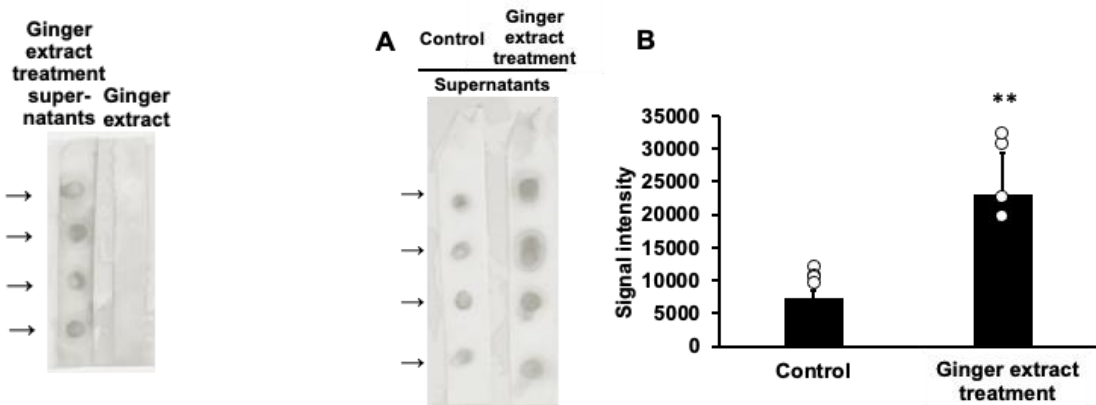 Ginger
extract
treatment
super-
natants
Ginger
extract
→
→
→
→
A
Control
Ginger
extract
treatment
Supernatants
→
→
→
→
B
**
Signal intensity
35000
30000
25000
20000
15000
10000
5000
0
Control
Ginger extract
treatment